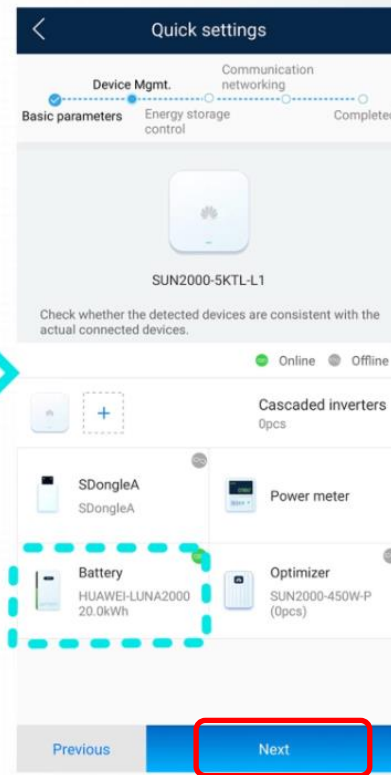 Quick settings
Communication
Device Mgmt. networking
Basic parameters Energy storage Completed
control
SUN2000-5KTL-L1
Check whether the detected devices are consistent with the
actual connected devices.
Online Offline
+ Cascaded inverters
0pcs
SDongleA Power meter
SDongleA
Battery Optimizer
HUAWEI-LUNA2000 SUN2000-450W-P
20.0kWh (0pcs)
Previous Next